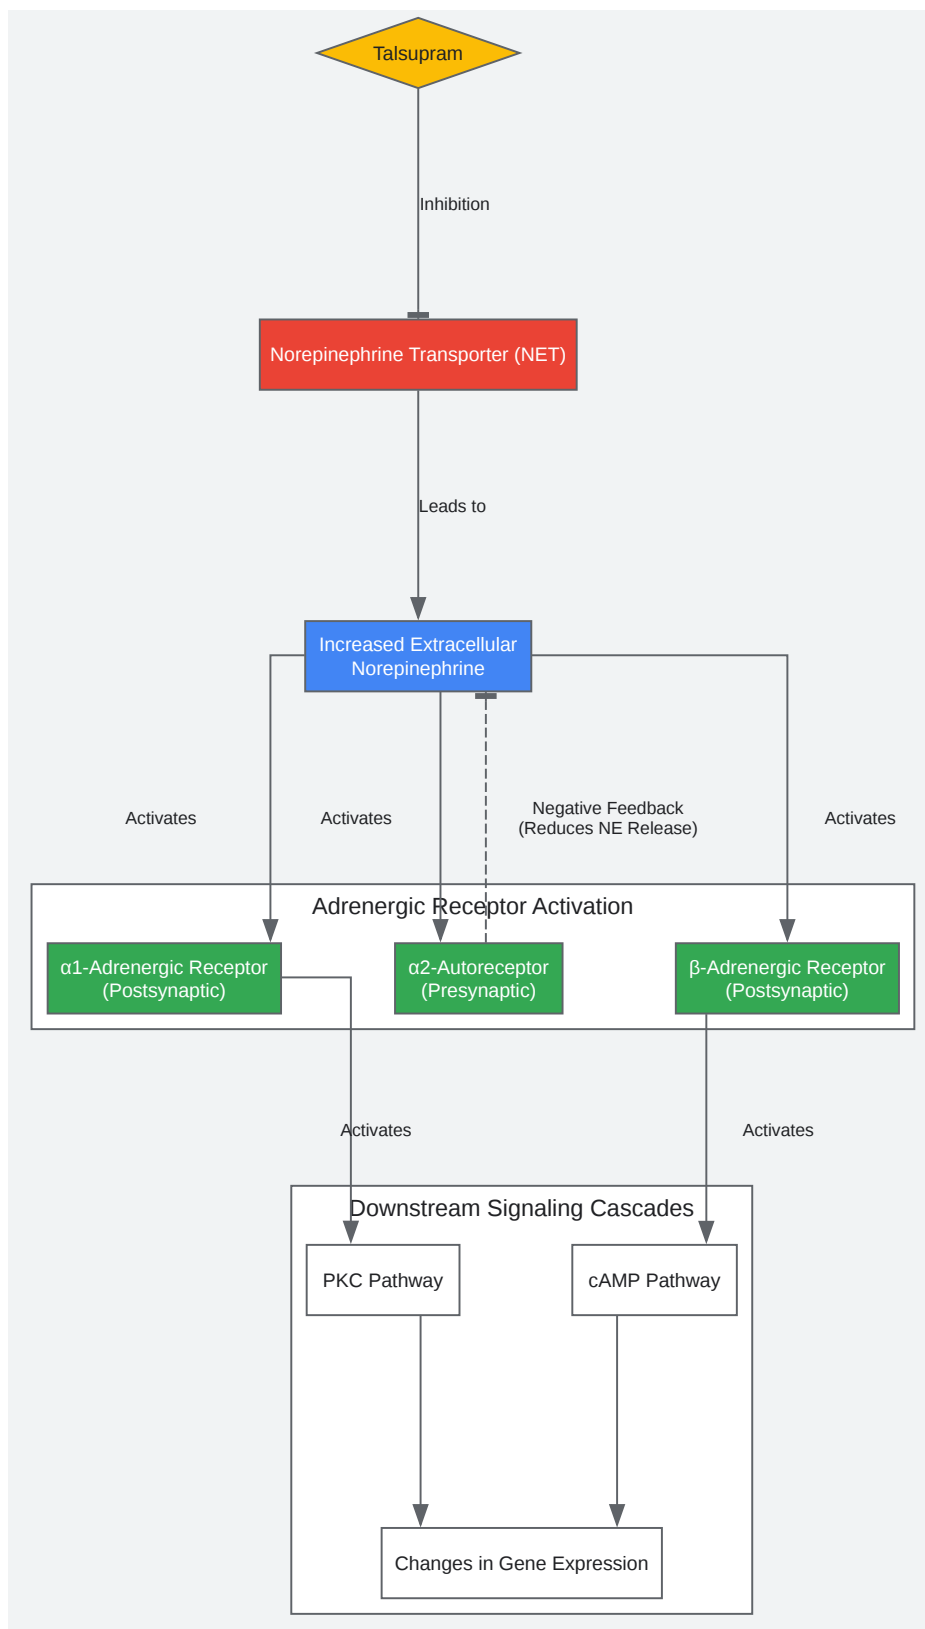 Talsupram
Inhibition
Norepinephrine Transporter (NET)
Leads to
Increased Extracellular
Norepinephrine
Activates
Activates
Negative Feedback
(Reduces NE Release)
Activates
Adrenergic Receptor Activation
α1-Adrenergic Receptor
(Postsynaptic)
α2-Autoreceptor
(Presynaptic)
β-Adrenergic Receptor
(Postsynaptic)
Activates
Activates
Downstream Signaling Cascades
PKC Pathway
cAMP Pathway
Changes in Gene Expression